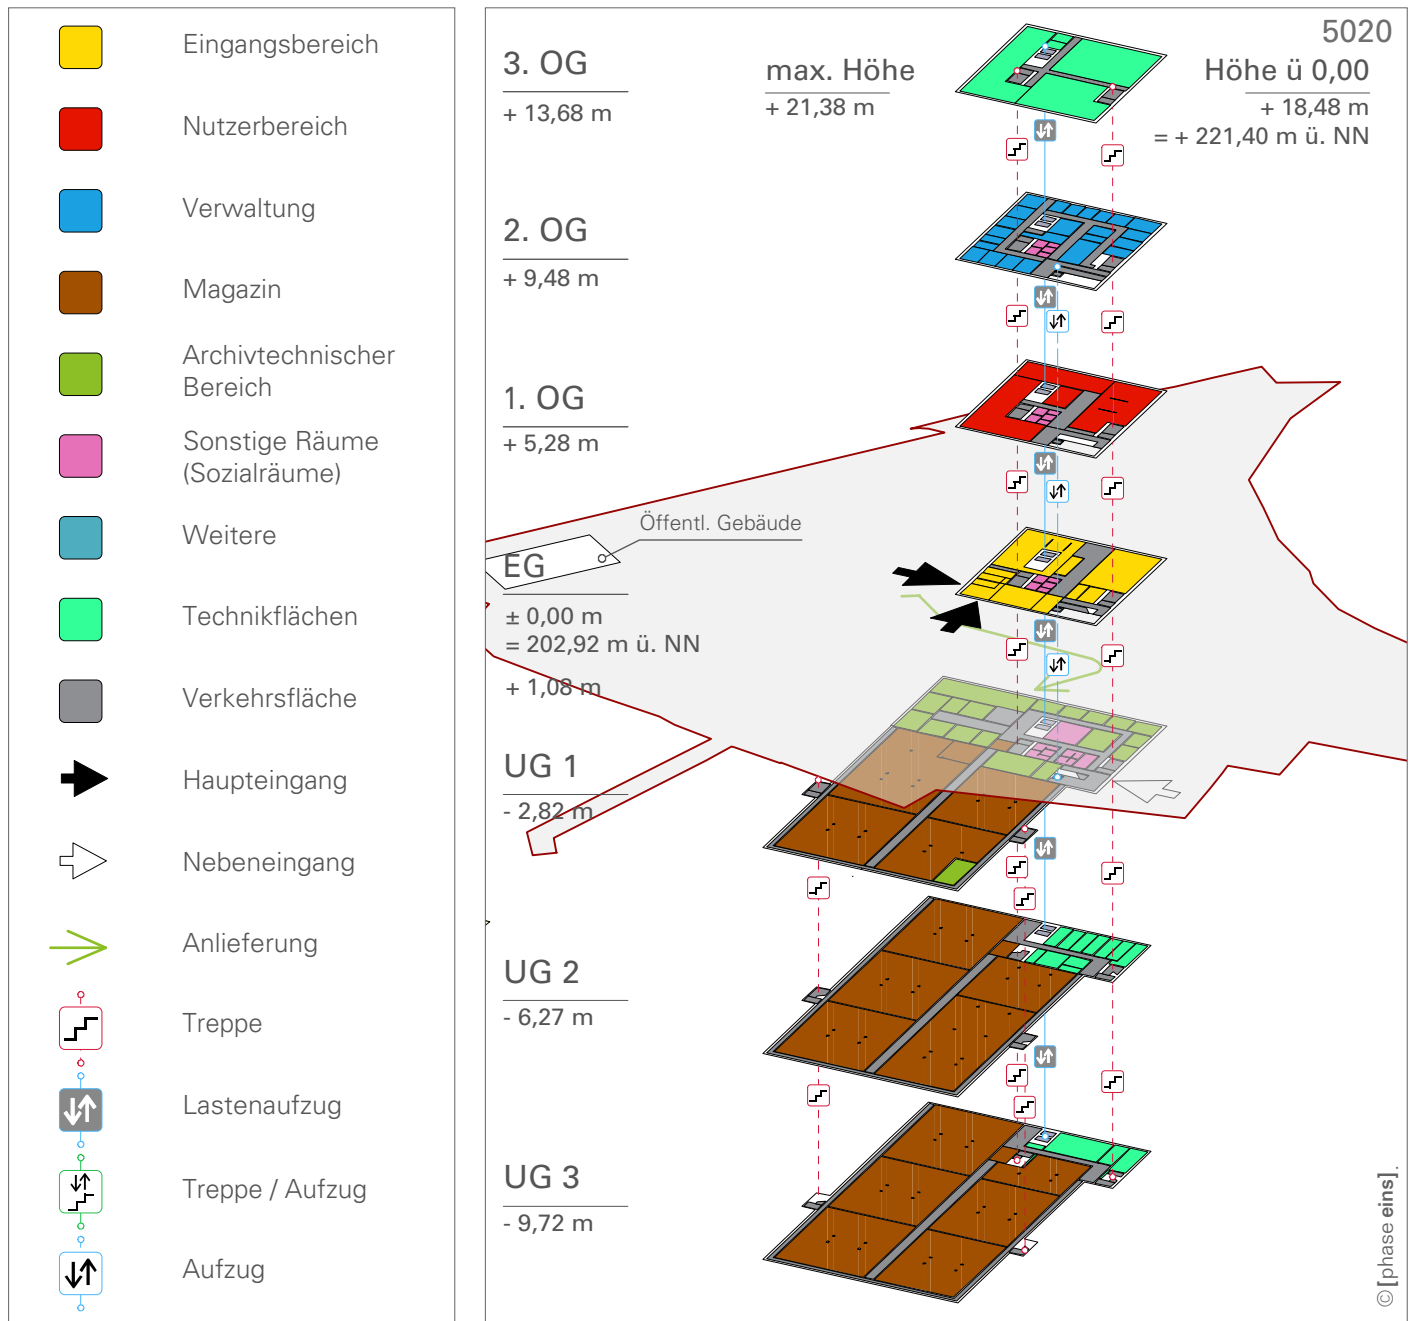 Eingangsbereich
Nutzerbereich
Verwaltung
Magazin
Archivtechnischer
Bereich
Sonstige Räume
(Sozialräume)
Weitere
Technikflächen
Verkehrsfläche
Haupteingang
Nebeneingang
Anlieferung
Treppe
Lastenaufzug
Treppe / Aufzug
Aufzug
5020
3. OG
+ 13,68 m
max. Höhe
+ 21,38 m
Höhe ü 0,00
+ 18,48 m
= + 221,40 m ü. NN
2. OG
+ 9,48 m
1. OG
+ 5,28 m
Öffentl. Gebäude
EG
± 0,00 m
= 202,92 m ü. NN
+ 1,08 m
UG 1
- 2,82 m
UG 2
- 6,27 m
UG 3
- 9,72 m
© [phase eins].